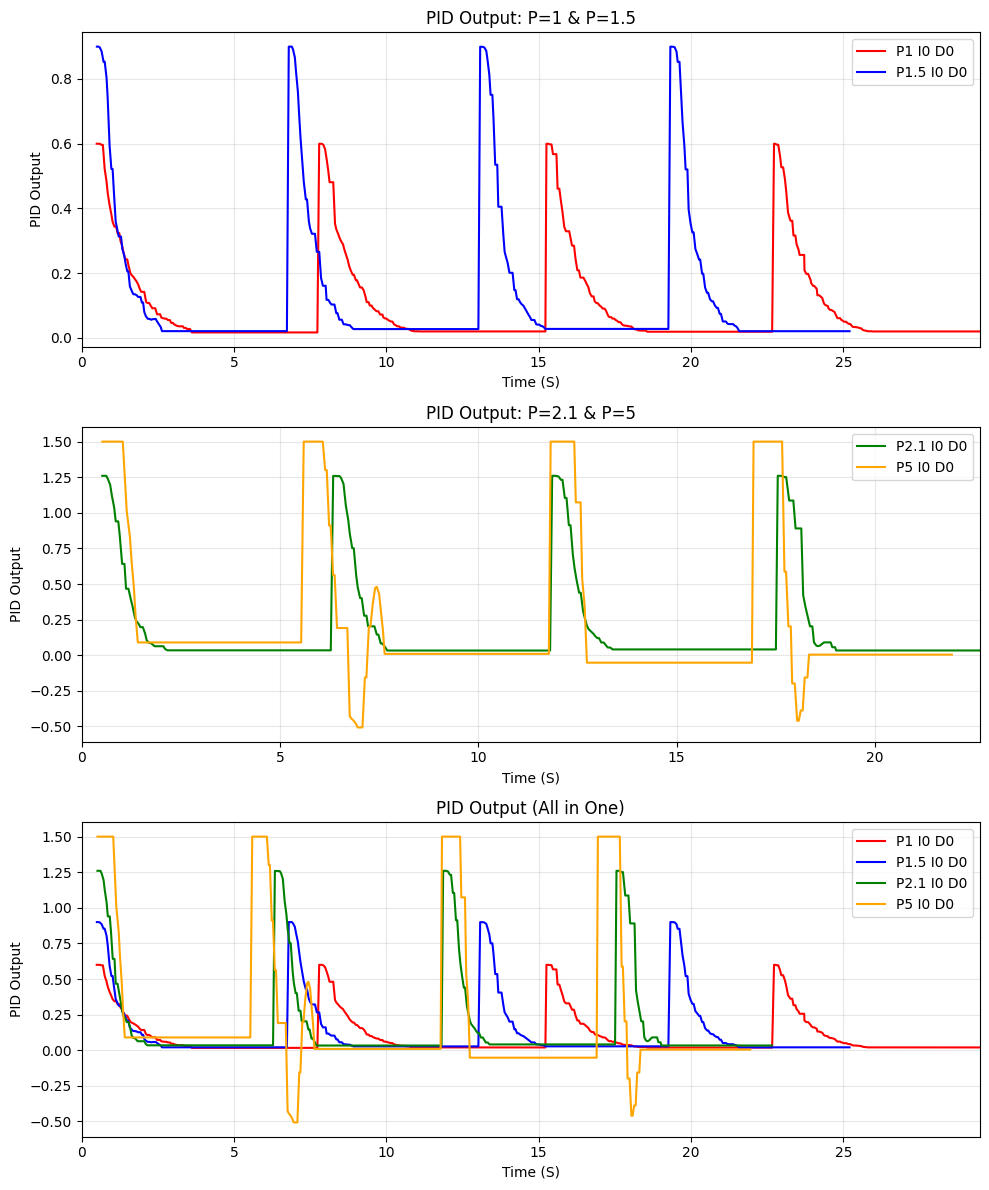 PID Output: P=1 & P=1.5
P1 I0 D0
P1.5 I0 D0
PID Output
0.8
0.6
0.4
0.2
0.0
0 5 10 15 20 25
Time (S)
PID Output: P=2.1 & P=5
P2.1 I0 D0
P5 I0 D0
PID Output
1.50
1.25
1.00
0.75
0.50
0.25
0.00
−0.25
−0.50
0 5 10 15 20
Time (S)
PID Output (All in One)
P1 I0 D0
P1.5 I0 D0
P2.1 I0 D0
P5 I0 D0
PID Output
1.50
1.25
1.00
0.75
0.50
0.25
0.00
−0.25
−0.50
0 5 10 15 20 25
Time (S)